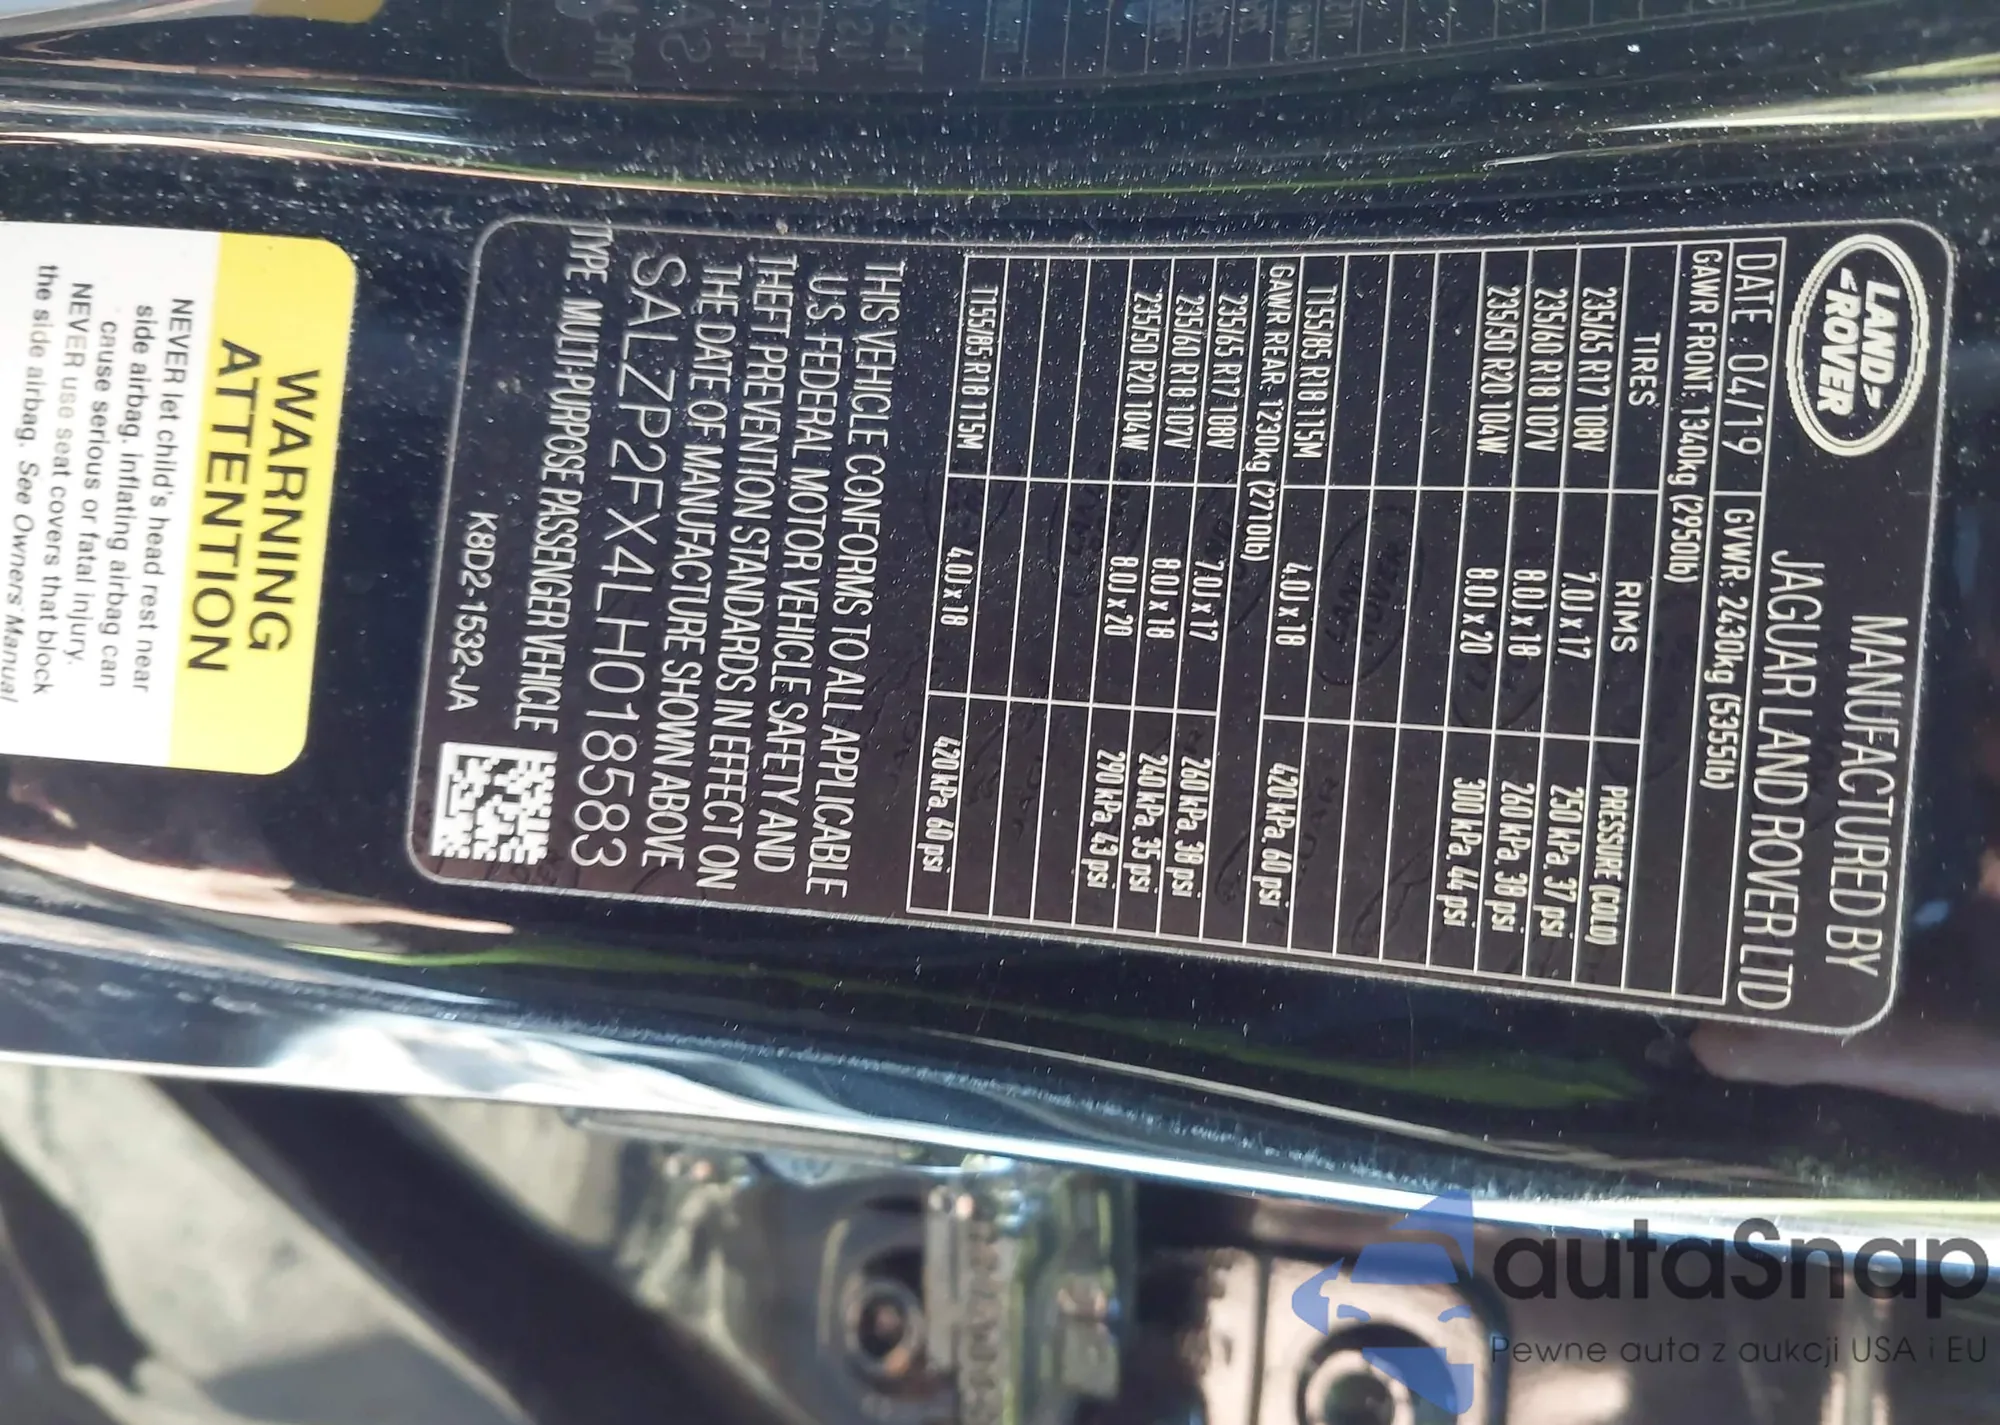 LAND-
-ROVER
MANUFACTURED BY
JAGUAR LAND ROVER LTD
DATE : 04/19 GVWR: 2430kg (5355lb)
GAWR FRONT: 1340kg (2950lb)
TIRES RIMS PRESSURE (COLD)
235/65 R17 108V 7.0J x 17 250 kPa, 37 psi
235/60 R18 107V 8.0J x 18 260 kPa, 38 psi
235/50 R20 104W 8.0J x 20 300 kPa, 44 psi
T155/85 R18 115M 4.0J x 18 420 kPa, 60 psi
GAWR REAR: 1230kg (2710lb)
235/65 R17 108V 7.0J x 17 260 kPa, 38 psi
235/60 R18 107V 8.0J x 18 240 kPa, 35 psi
235/50 R20 104W 8.0J x 20 290 kPa, 43 psi
T155/85 R18 115M 4.0J x 18 420 kPa, 60 psi
THIS VEHICLE CONFORMS TO ALL APPLICABLE
U.S. FEDERAL MOTOR VEHICLE SAFETY AND
THEFT PREVENTION STANDARDS IN EFFECT ON
THE DATE OF MANUFACTURE SHOWN ABOVE
SALZP2FX4LH018583
TYPE: MULTI-PURPOSE PASSENGER VEHICLE
K8D2-1532-JA
WARNING
ATTENTION
NEVER let child's head rest near
side airbag. Inflating airbag can
cause serious or fatal injury.
NEVER use seat covers that block
the side airbag. See Owners Manual
autaSnap
Pewne auta z aukcji USA i EU